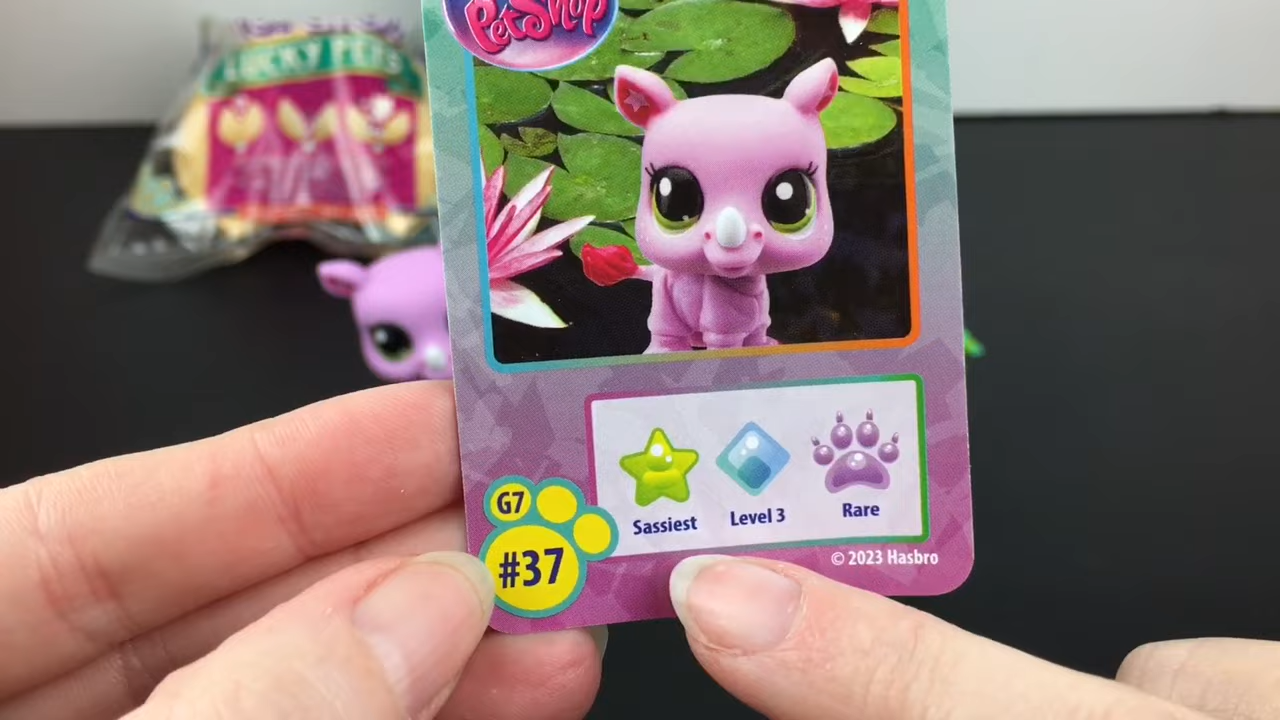 LUCKY PETS
PetShop
G7
#37
Sassiest
Level 3
Rare
© 2023 Hasbro